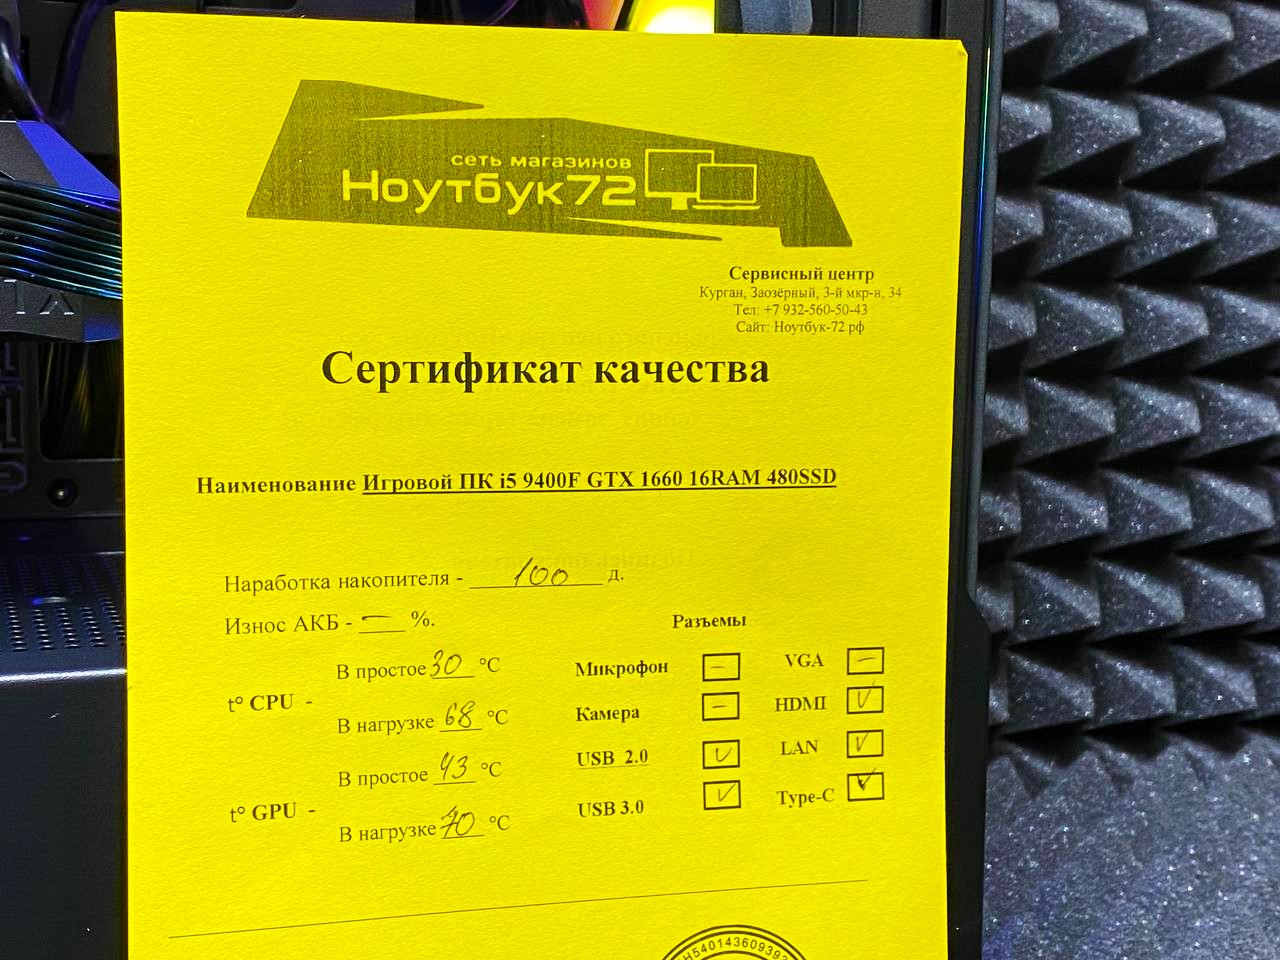 сеть магазинов
Ноутбук72
Сервисный центр
Курган, Заозёрный, 3-й мкр-н, 34
Тел: +7 932-560-50-43
Сайт: Ноутбук-72.рф
Сертификат качества
Наименование Игровой ПК i5 9400F GTX 1660 16RAM 480SSD
Наработка накопителя - 100 д.
Износ АКБ - — %.
Разъемы
t° CPU -
В простое 30 °C
В нагрузке 68 °C
t° GPU -
В простое 43 °C
В нагрузке 70 °C
Микрофон –
Камера –
USB 2.0 ✓
USB 3.0 ✓
VGA –
HDMI ✓
LAN ✓
Type-C ✓